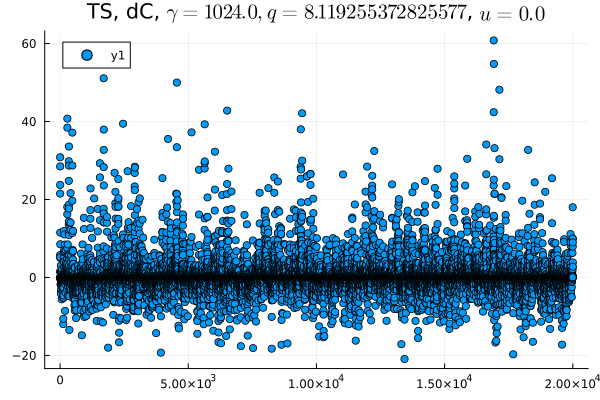 TS, dC, γ = 1024.0, q = 8.119255372825577, u = 0.0
y1
60
40
20
0
−20
0 5.00×10³ 1.00×10⁴ 1.50×10⁴ 2.00×10⁴